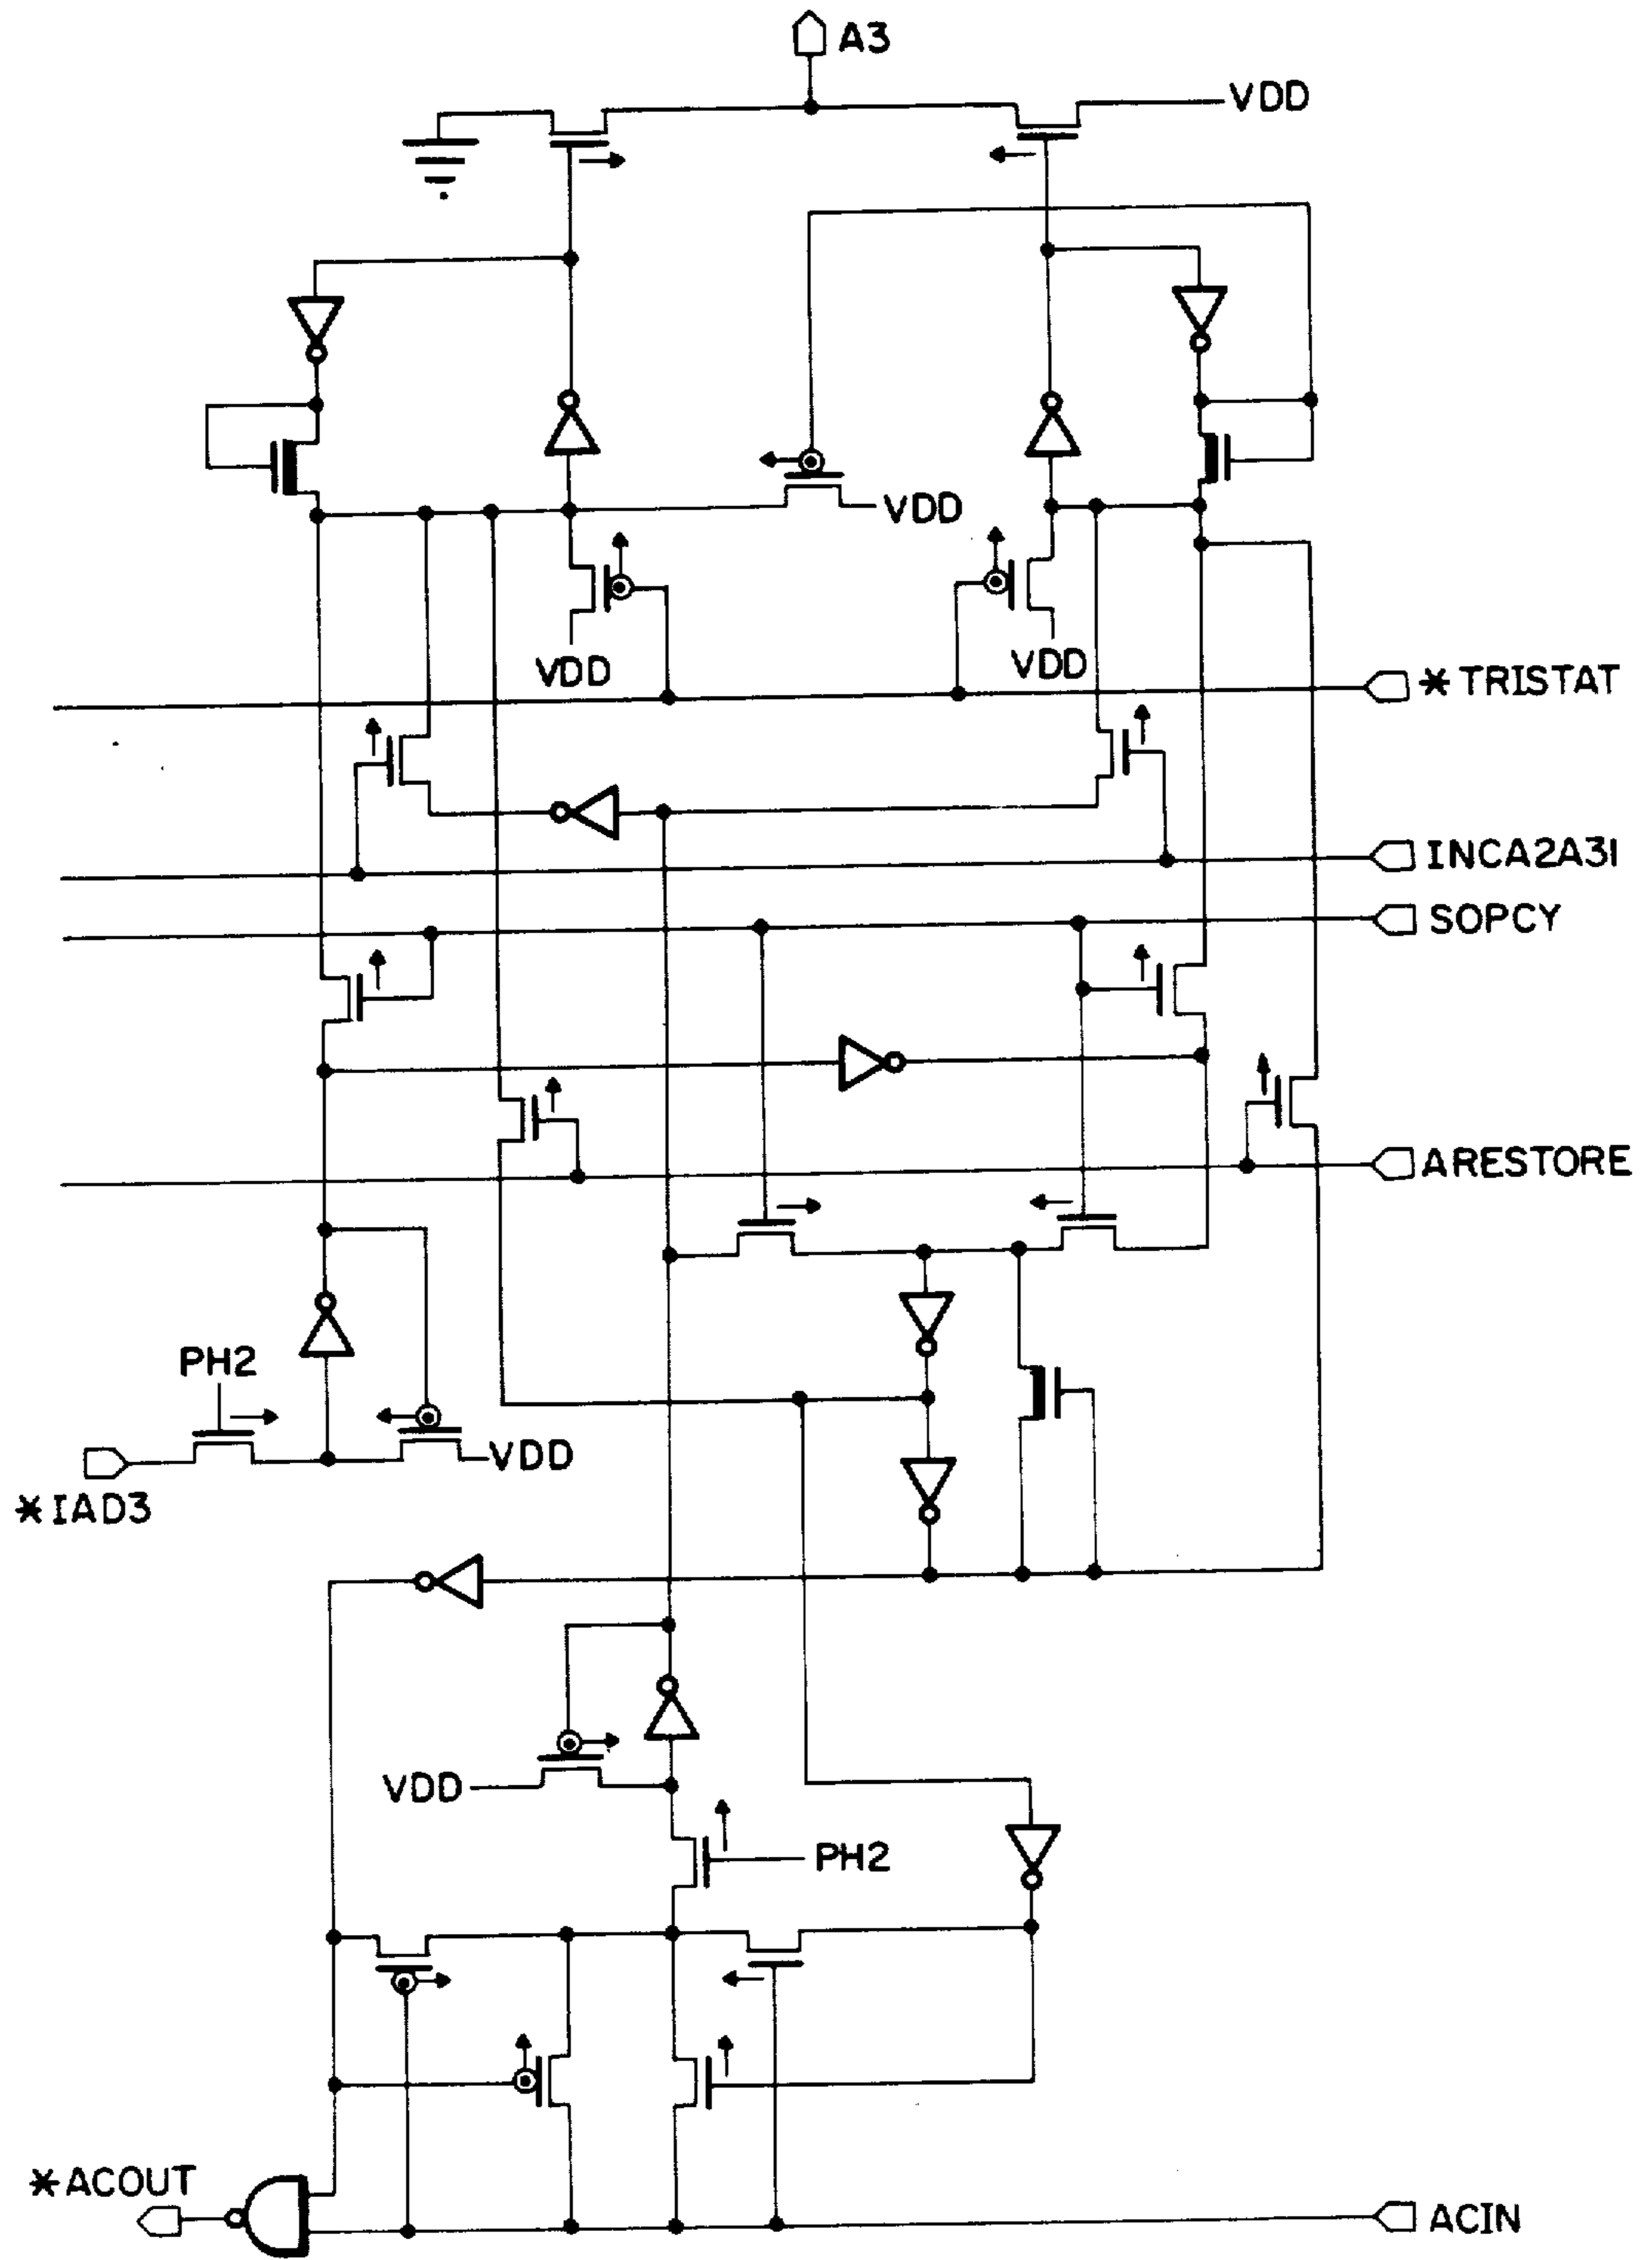 A3
VDD
VDD
VDD
VDD
*TRISTAT
INCA2A31
SOPCY
ARESTORE
PH2
VDD
*IAD3
VDD
PH2
*ACOUT
ACIN